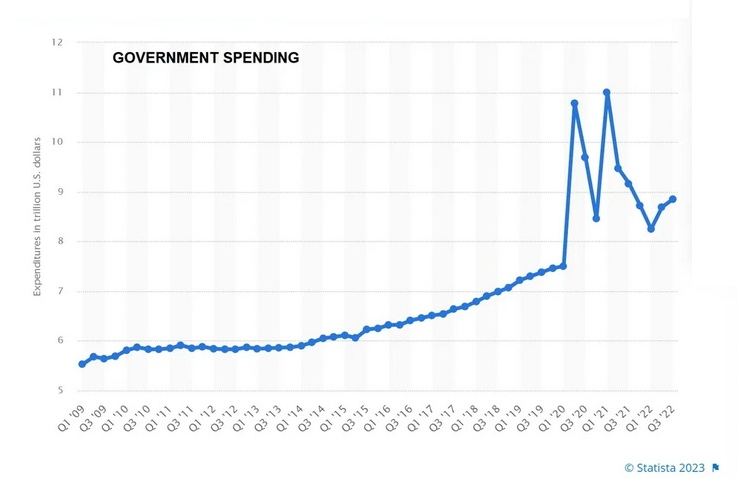 GOVERNMENT SPENDING
Expenditures in trillion U.S. dollars
12
11
10
9
8
7
6
5
Q1 '09
Q3 '09
Q1 '10
Q3 '10
Q1 '11
Q3 '11
Q1 '12
Q3 '12
Q1 '13
Q3 '13
Q1 '14
Q3 '14
Q1 '15
Q3 '15
Q1 '16
Q3 '16
Q1 '17
Q3 '17
Q1 '18
Q3 '18
Q1 '19
Q3 '19
Q1 '20
Q3 '20
Q1 '21
Q3 '21
Q1 '22
Q3 '22
© Statista 2023